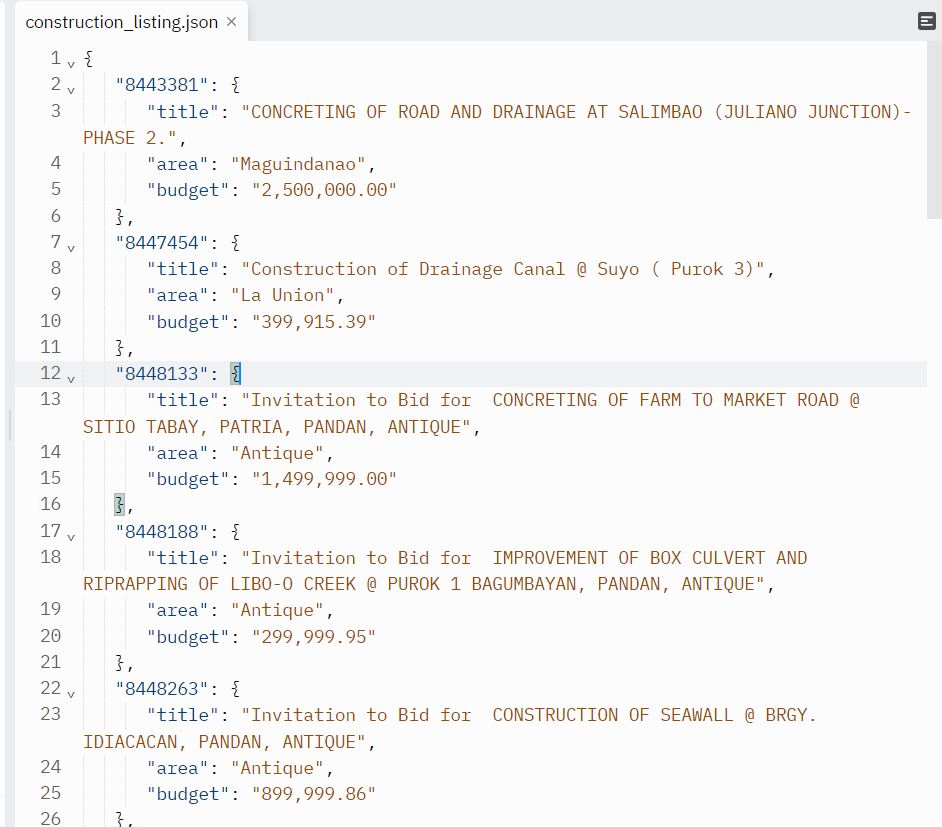 construction_listing.json ×
1 {
2 "8443381": {
3 "title": "CONCRETING OF ROAD AND DRAINAGE AT SALIMBAO (JULIANO JUNCTION)-
PHASE 2.",
4 "area": "Maguindanao",
5 "budget": "2,500,000.00"
6 },
7 "8447454": {
8 "title": "Construction of Drainage Canal @ Suyo ( Purok 3)",
9 "area": "La Union",
10 "budget": "399,915.39"
11 },
12 "8448133": {
13 "title": "Invitation to Bid for  CONCRETING OF FARM TO MARKET ROAD @
SITIO TABAY, PATRIA, PANDAN, ANTIQUE",
14 "area": "Antique",
15 "budget": "1,499,999.00"
16 },
17 "8448188": {
18 "title": "Invitation to Bid for  IMPROVEMENT OF BOX CULVERT AND
RIPRAPPING OF LIBO-O CREEK @ PUROK 1 BAGUMBAYAN, PANDAN, ANTIQUE",
19 "area": "Antique",
20 "budget": "299,999.95"
21 },
22 "8448263": {
23 "title": "Invitation to Bid for  CONSTRUCTION OF SEAWALL @ BRGY.
IDIACACAN, PANDAN, ANTIQUE",
24 "area": "Antique",
25 "budget": "899,999.86"
26 },